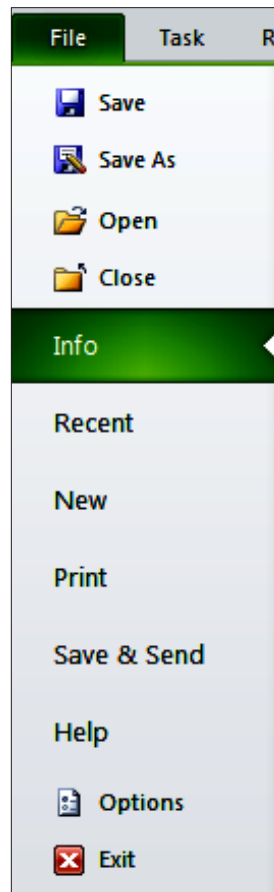 File Task R
Save
Save As
Open
Close
Info
Recent
New
Print
Save & Send
Help
Options
Exit